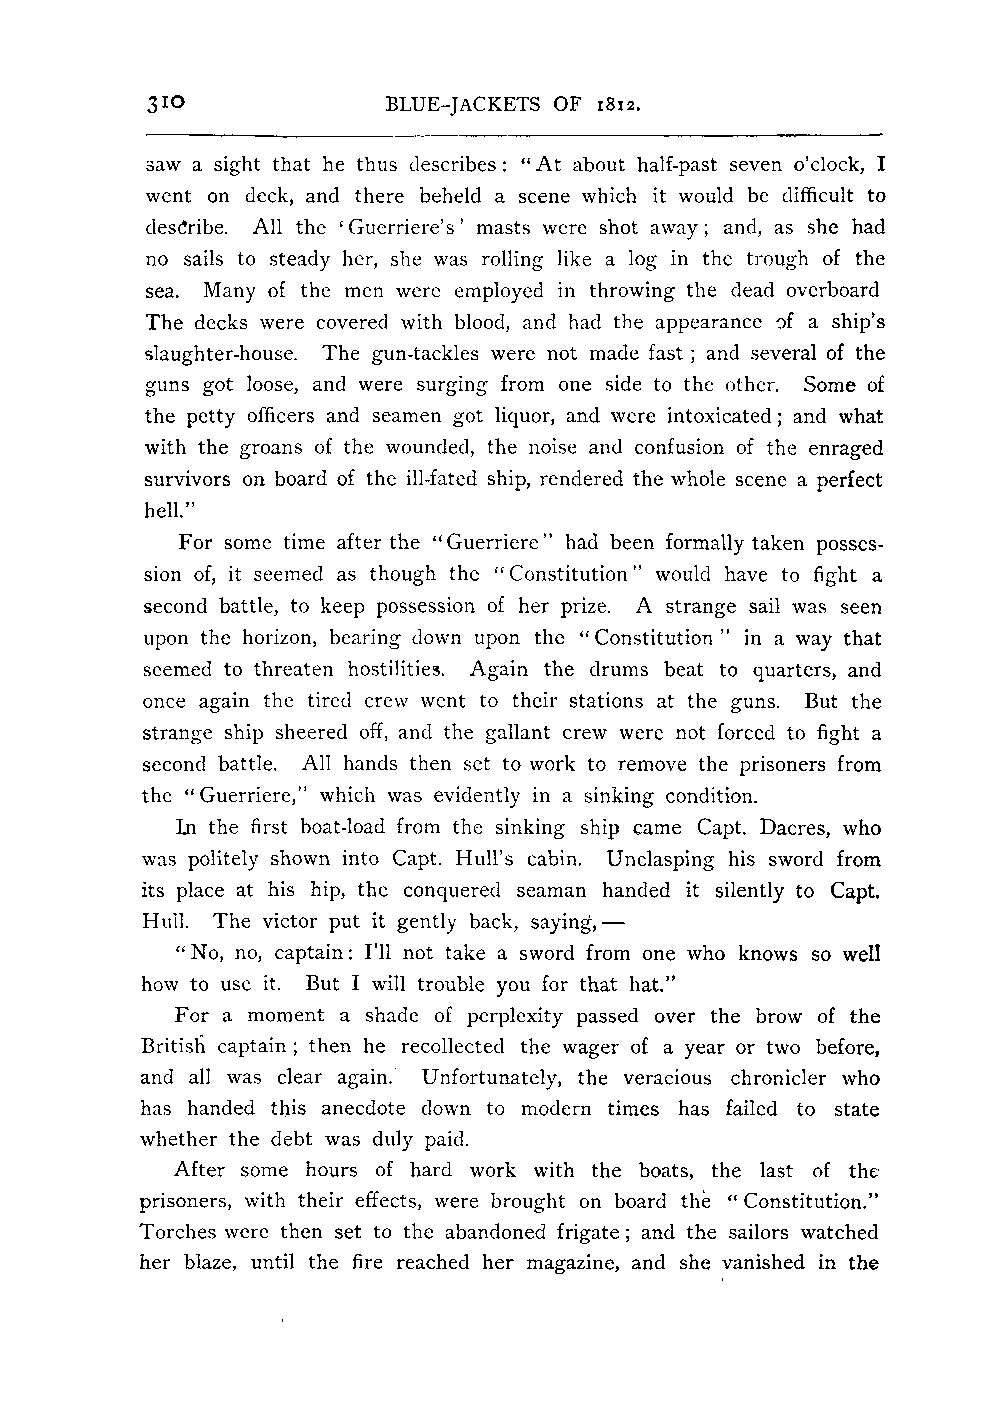 310 BLUE-JACKETS OF 1812.
saw a sight that he thus describes: "At about half-past seven o'clock, I
went on deck, and there beheld a scene which it would be difficult to
describe. All the 'Guerriere's' masts were shot away; and, as she had
no sails to steady her, she was rolling like a log in the trough of the
sea. Many of the men were employed in throwing the dead overboard
The decks were covered with blood, and had the appearance of a ship's
slaughter-house. The gun-tackles were not made fast; and several of the
guns got loose, and were surging from one side to the other. Some of
the petty officers and seamen got liquor, and were intoxicated; and what
with the groans of the wounded, the noise and confusion of the enraged
survivors on board of the ill-fated ship, rendered the whole scene a perfect
hell."
For some time after the "Guerriere" had been formally taken posses-
sion of, it seemed as though the "Constitution" would have to fight a
second battle, to keep possession of her prize. A strange sail was seen
upon the horizon, bearing down upon the "Constitution" in a way that
seemed to threaten hostilities. Again the drums beat to quarters, and
once again the tired crew went to their stations at the guns. But the
strange ship sheered off, and the gallant crew were not forced to fight a
second battle. All hands then set to work to remove the prisoners from
the "Guerriere," which was evidently in a sinking condition.
In the first boat-load from the sinking ship came Capt. Dacres, who
was politely shown into Capt. Hull's cabin. Unclasping his sword from
its place at his hip, the conquered seaman handed it silently to Capt.
Hull. The victor put it gently back, saying,—
"No, no, captain: I'll not take a sword from one who knows so well
how to use it. But I will trouble you for that hat."
For a moment a shade of perplexity passed over the brow of the
British captain; then he recollected the wager of a year or two before,
and all was clear again. Unfortunately, the veracious chronicler who
has handed this anecdote down to modern times has failed to state
whether the debt was duly paid.
After some hours of hard work with the boats, the last of the
prisoners, with their effects, were brought on board the "Constitution."
Torches were then set to the abandoned frigate; and the sailors watched
her blaze, until the fire reached her magazine, and she vanished in the